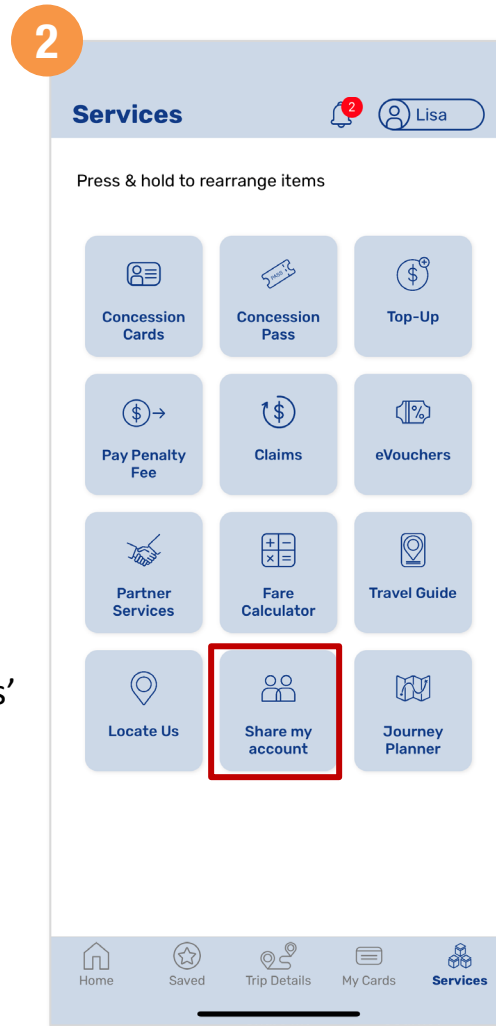 2
Services
2
Lisa
Press & hold to rearrange items
Concession
Cards
Concession
Pass
PASS
Top-Up
Pay Penalty
Fee
Claims
eVouchers
Partner
Services
Fare
Calculator
Travel Guide
s’
Locate Us
Share my
account
Journey
Planner
Home
Saved
Trip Details
My Cards
Services